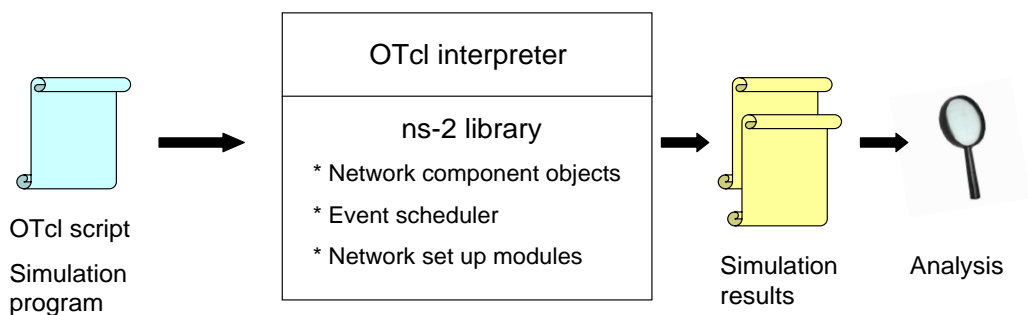 OTcl interpreter
ns-2 library
* Network component objects
* Event scheduler
* Network set up modules
OTcl script
Simulation
program
Simulation
results
Analysis